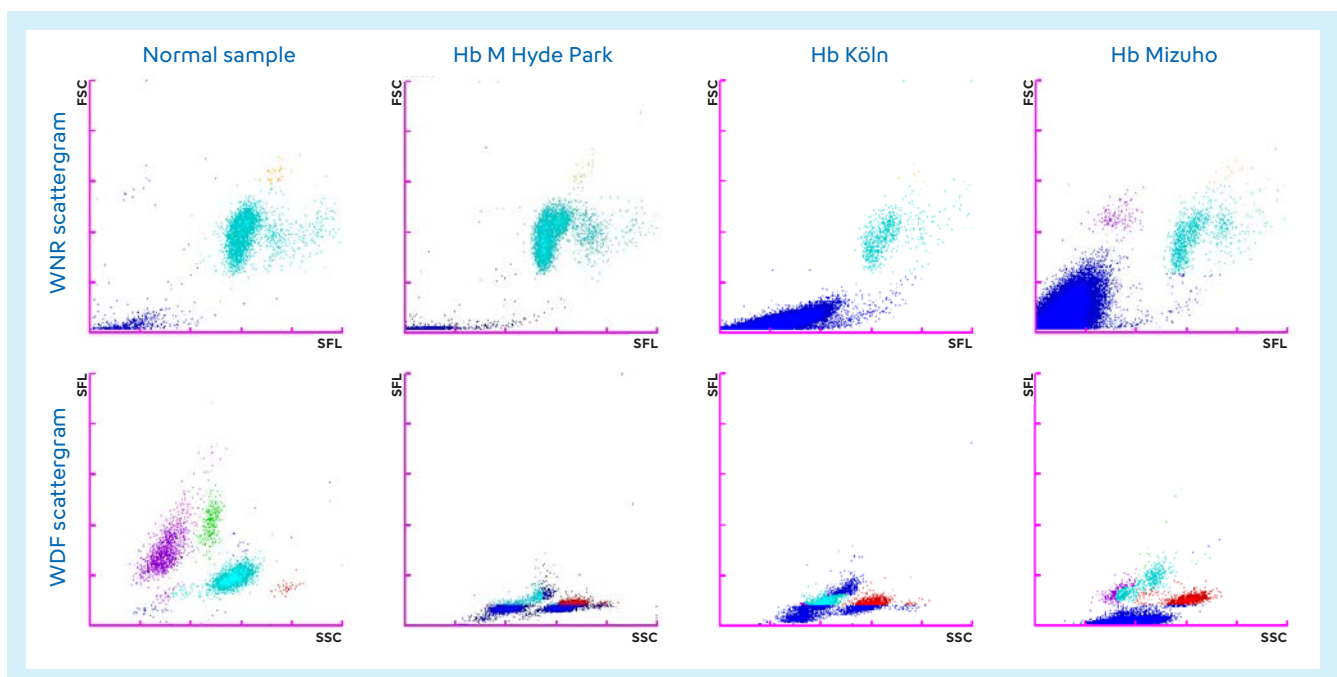 Normal sample
Hb M Hyde Park
Hb Köln
Hb Mizuho
WNR scattergram
FSC
SFL
FSC
SFL
FSC
SFL
FSC
SFL
WDF scattergram
SFL
SSC
SFL
SSC
SFL
SSC
SFL
SSC